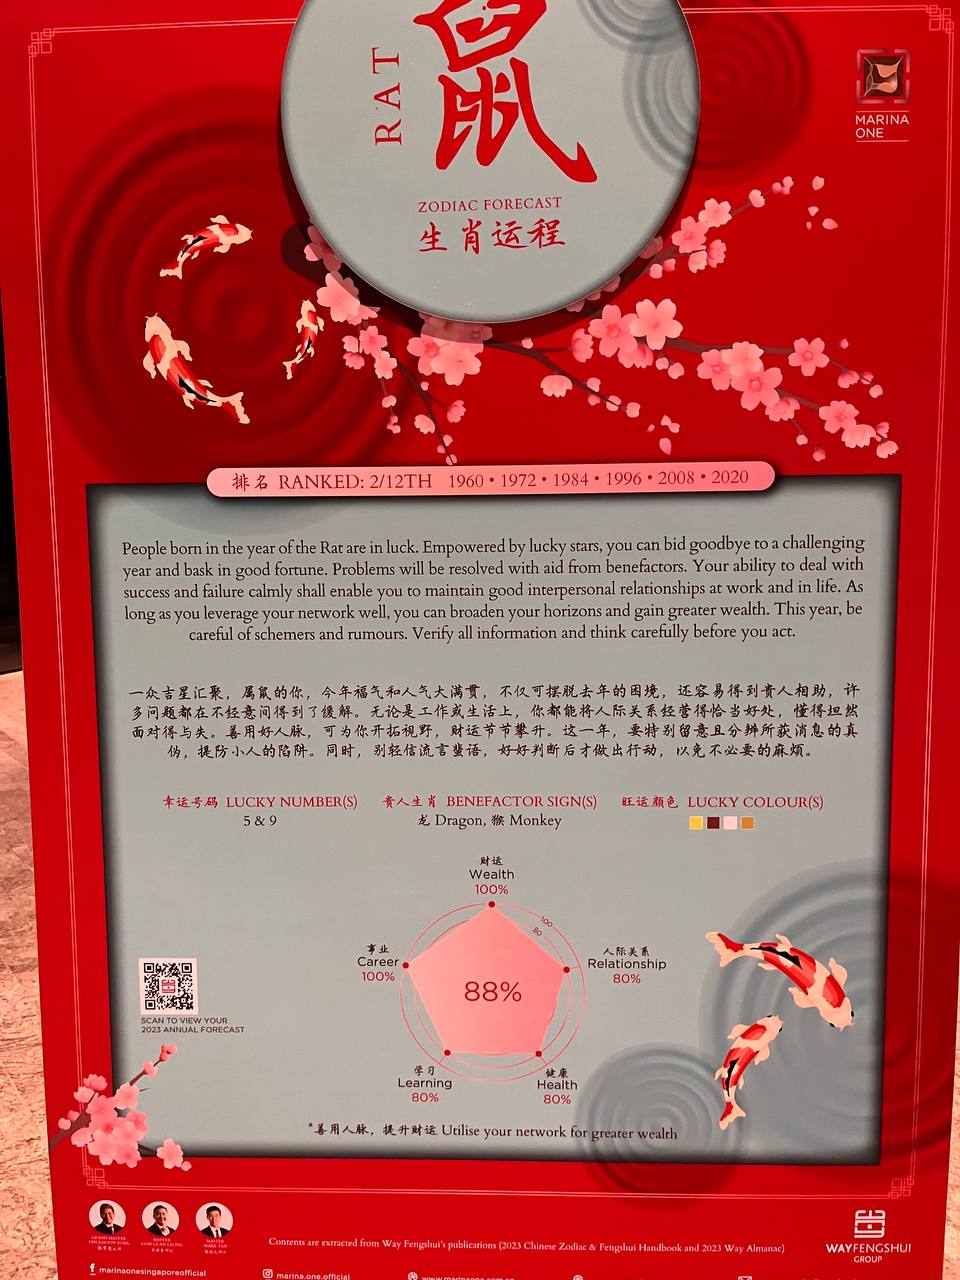 鼠
RAT
ZODIAC FORECAST
生肖运程
MARINA
ONE
排名 RANKED: 2/12TH 1960 • 1972 • 1984 • 1996 • 2008 • 2020
People born in the year of the Rat are in luck. Empowered by lucky stars, you can bid goodbye to a challenging
year and bask in good fortune. Problems will be resolved with aid from benefactors. Your ability to deal with
success and failure calmly shall enable you to maintain good interpersonal relationships at work and in life. As
long as you leverage your network well, you can broaden your horizons and gain greater wealth. This year, be
careful of schemers and rumours. Verify all information and think carefully before you act.
一众吉星汇聚，属鼠的你，今年福气和人气大满贯，不仅可摆脱去年的困境，还容易得到贵人相助，许
多问题都在不经意间得到了缓解。无论是工作或生活上，你都能将人际关系经营得恰当好处，懂得坦然
面对得与失。善用好人脉，可为你开拓视野，财运节节攀升。这一年，要特别留意且分辨所获消息的真
伪，提防小人的陷阱。同时，别轻信流言蜚语，好好判断后才做出行动，以免不必要的麻烦。
幸运号码 LUCKY NUMBER(S) 贵人生肖 BENEFACTOR SIGN(S) 旺运颜色 LUCKY COLOUR(S)
5 & 9 龙 Dragon, 猴 Monkey
财运
Wealth
100%
100
80
事业
Career
100%
人际关系
Relationship
80%
88%
学习
Learning
80%
健康
Health
80%
SCAN TO VIEW YOUR
2023 ANNUAL FORECAST
*善用人脉，提升财运 Utilise your network for greater wealth
Contents are extracted from Way Fengshui's publications (2023 Chinese Zodiac & Fengshui Handbook and 2023 Way Almanac)
WAYFENGSHUI
GROUP
marinaonesingaporeofficial
marina.one.official